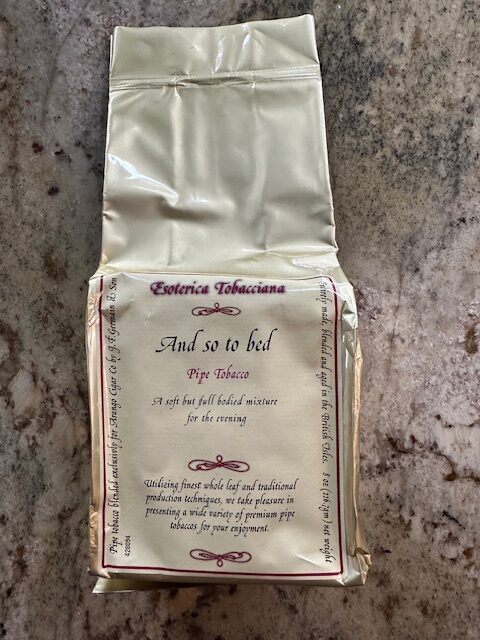 Esoterica Tobacciana
And so to bed
Pipe Tobacco
A soft but full bodied mixture
for the evening
Utilizing finest whole leaf and traditional
production techniques, we take pleasure in
presenting a wide variety of premium pipe
tobaccos for your enjoyment.
Pipe tobacco blended exclusively for Arango Cigar Co by J.F.Germain & Son
428094
made, blended and aged in the British Isles. 8 oz (226.7gm) net weight